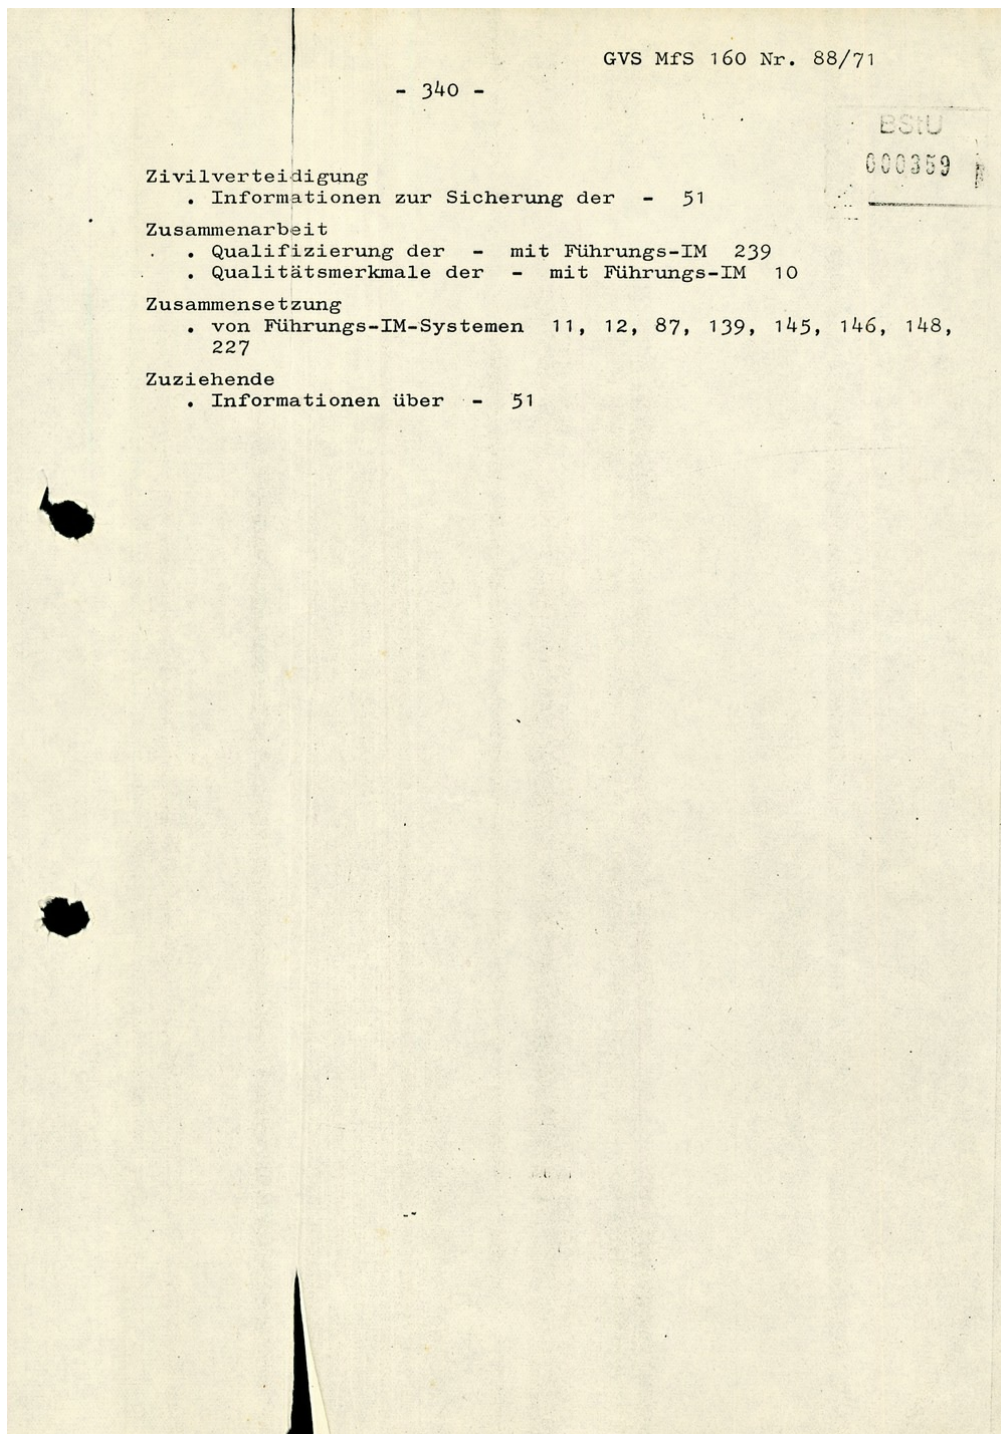 GVS MfS 160 Nr. 88/71
- 340 -
BStU
000359
Zivilverteidigung
. Informationen zur Sicherung der - 51
Zusammenarbeit
. Qualifizierung der - mit Führungs-IM 239
. Qualitätsmerkmale der - mit Führungs-IM 10
Zusammensetzung
. von Führungs-IM-Systemen 11, 12, 87, 139, 145, 146, 148,
227
Zuziehende
. Informationen über - 51